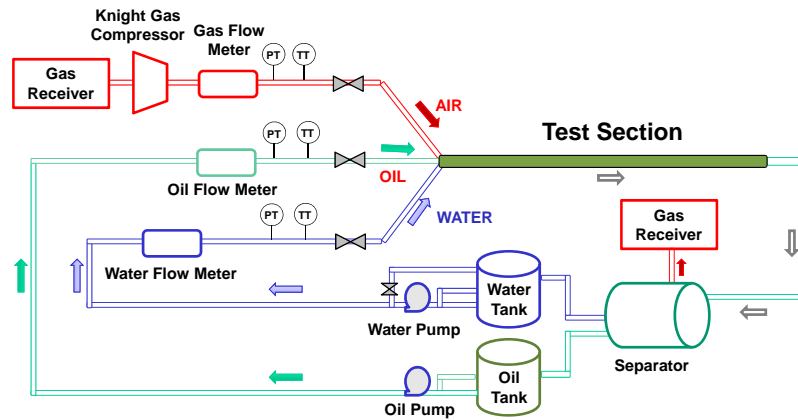 Knight Gas
Compressor
Gas Flow
Meter
Gas
Receiver
PT
TT
AIR
Test Section
PT
TT
OIL
Oil Flow Meter
PT
TT
WATER
Water Flow Meter
Gas
Receiver
Water
Tank
Water Pump
Separator
Oil
Tank
Oil Pump